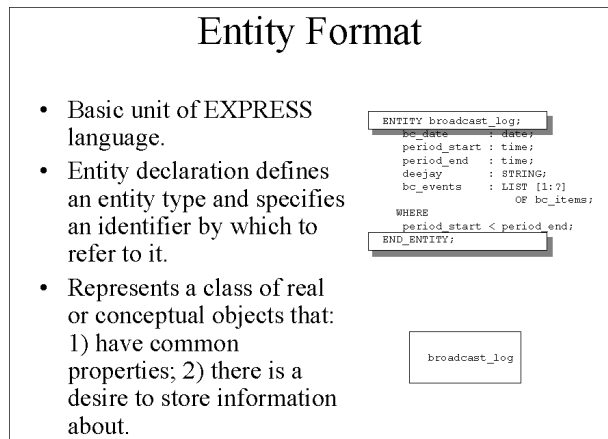 Entity Format
• Basic unit of EXPRESS
language.
• Entity declaration defines
an entity type and specifies
an identifier by which to
refer to it.
• Represents a class of real
or conceptual objects that:
1) have common
properties; 2) there is a
desire to store information
about.
ENTITY broadcast_log;
bc_date : date;
period_start : time;
period_end : time;
deejay : STRING;
bc_events : LIST [1:?]
OF bc_items;
WHERE
period_start < period_end;
END_ENTITY;
broadcast_log